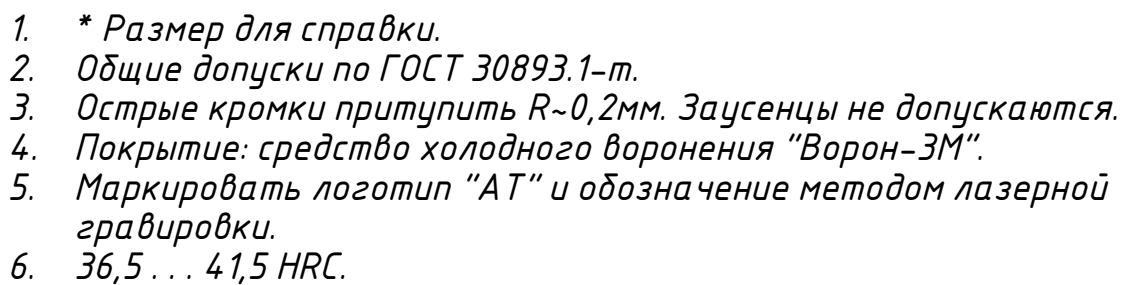 1. * Размер для справки.
2. Общие допуски по ГОСТ 30893.1-m.
3. Острые кромки притупить R~0,2мм. Заусенцы не допускаются.
4. Покрытие: средство холодного воронения "Ворон-3М".
5. Маркировать логотип "АТ" и обозначение методом лазерной
гравировки.
6. 36,5 . . . 41,5 HRC.